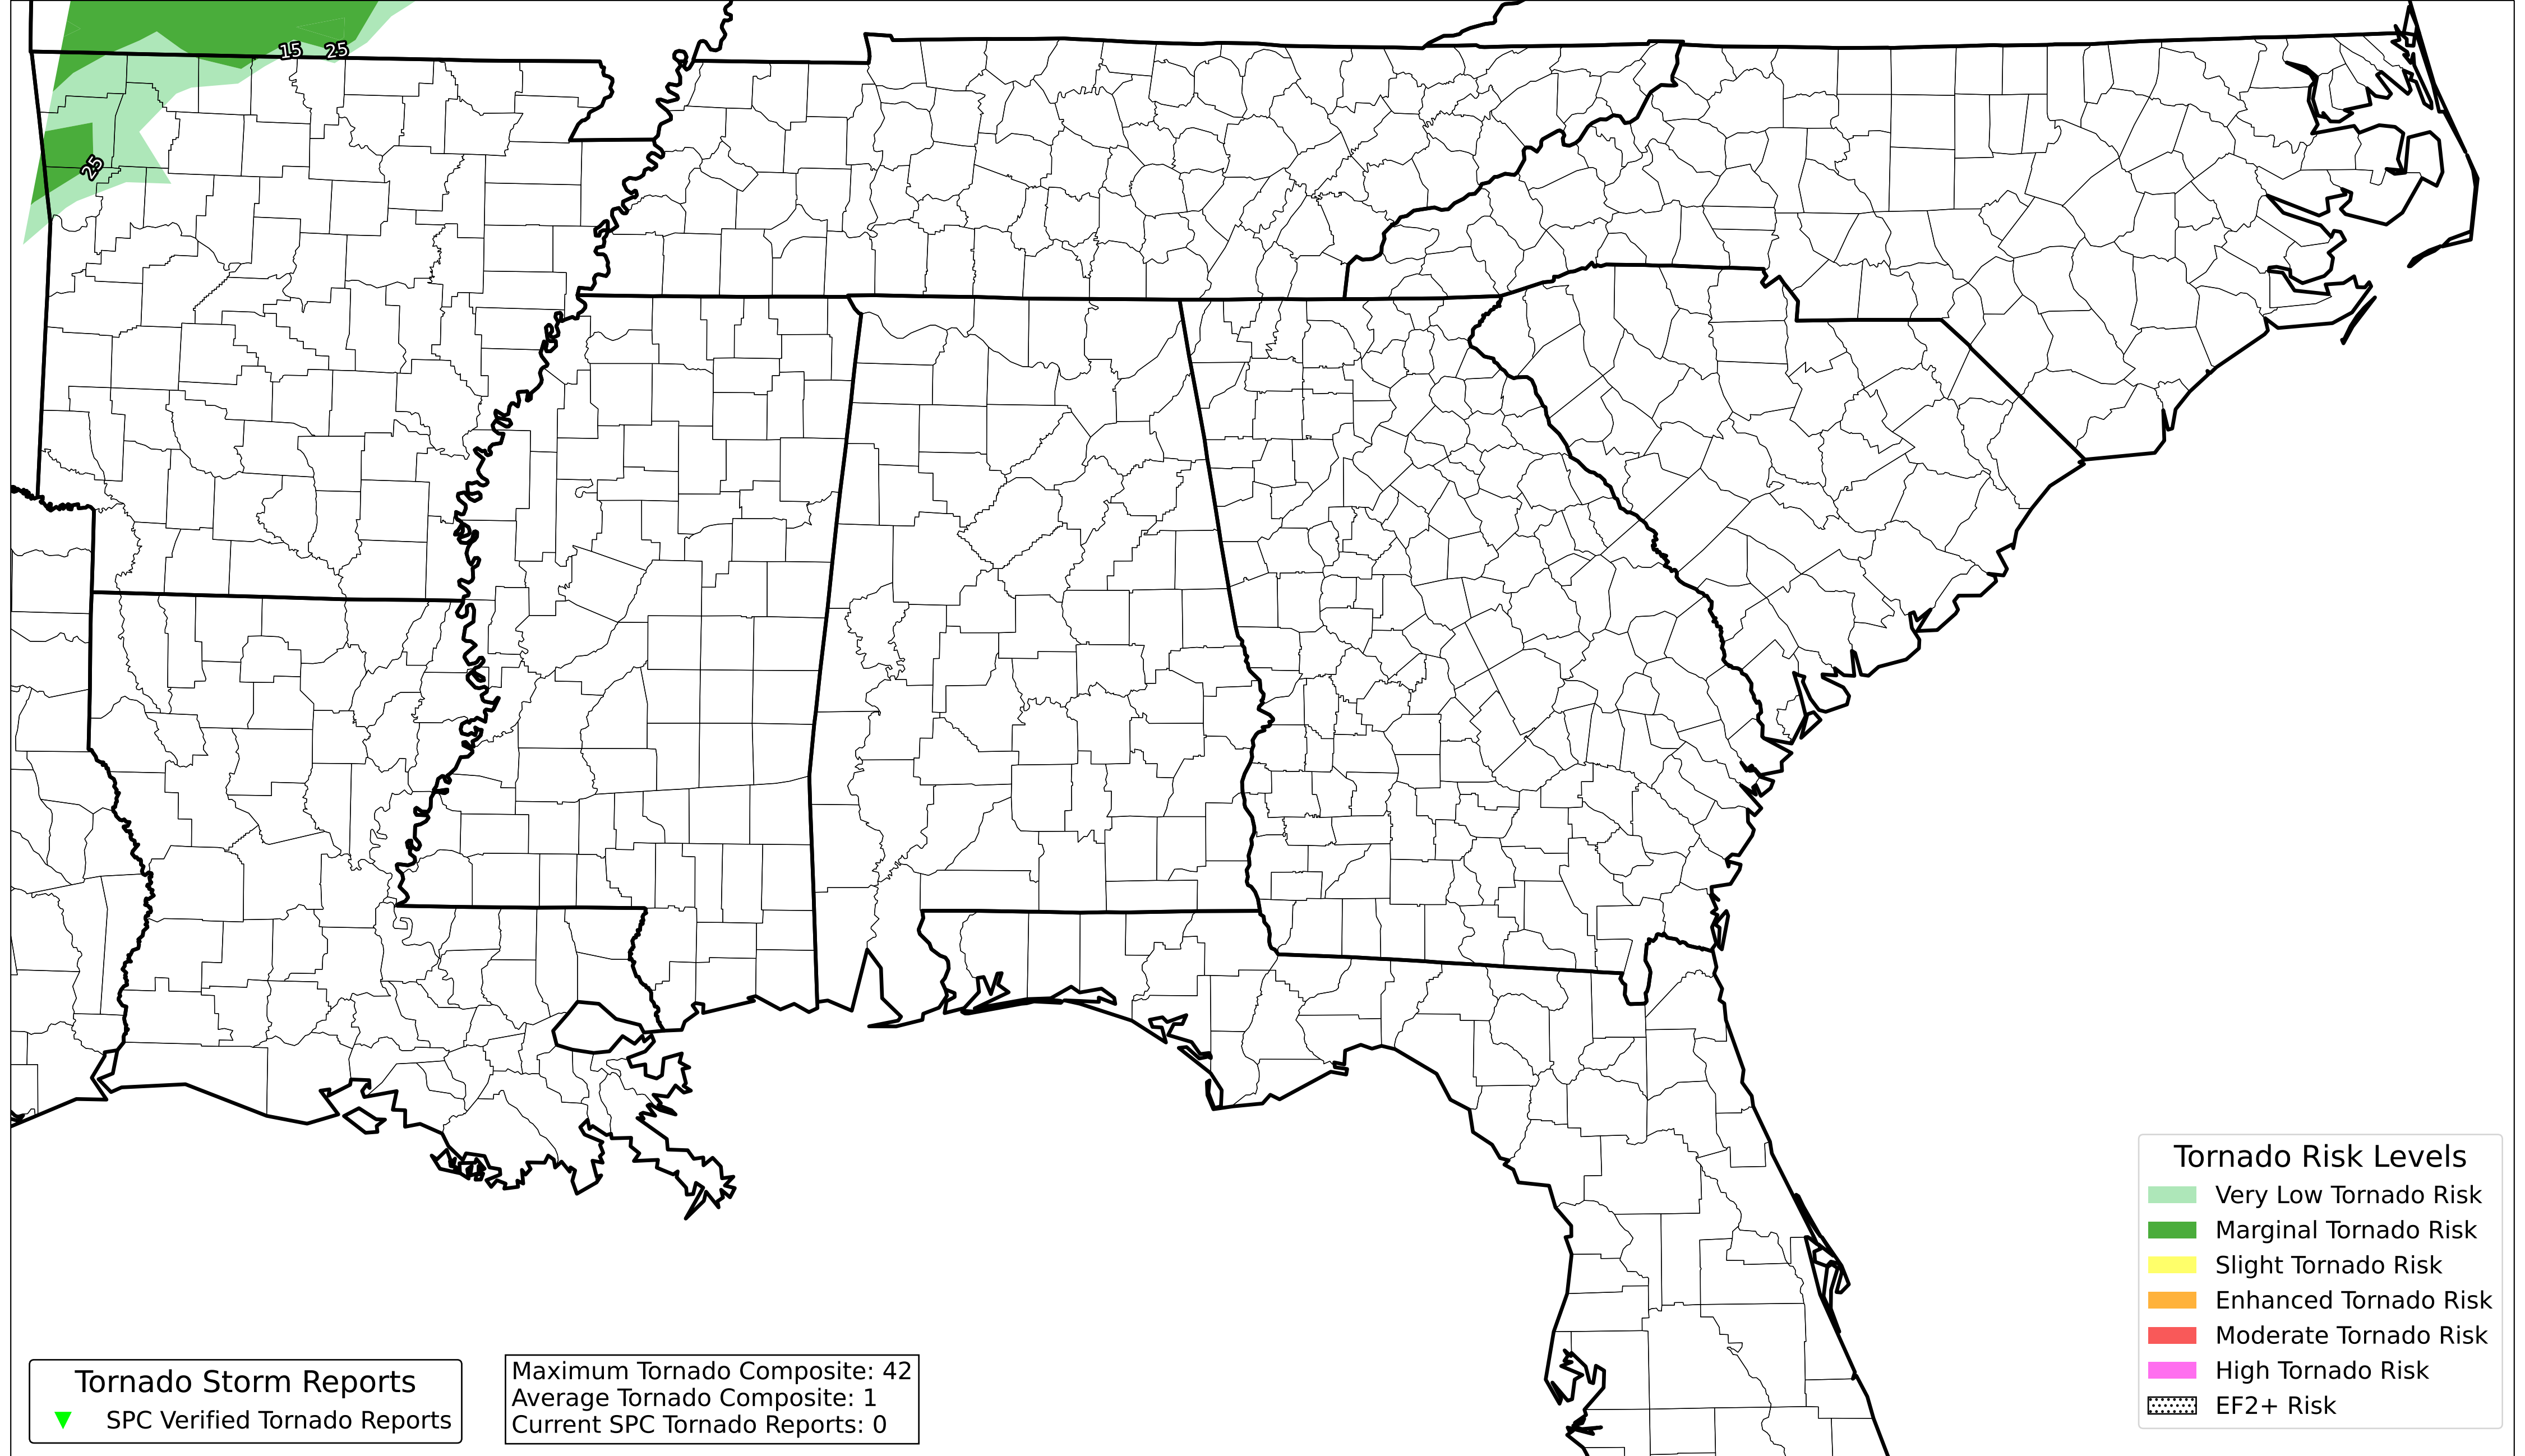 15 25
25
Tornado Risk Levels
Very Low Tornado Risk
Marginal Tornado Risk
Slight Tornado Risk
Enhanced Tornado Risk
Moderate Tornado Risk
High Tornado Risk
EF2+ Risk
Tornado Storm Reports
SPC Verified Tornado Reports
Maximum Tornado Composite: 42
Average Tornado Composite: 1
Current SPC Tornado Reports: 0